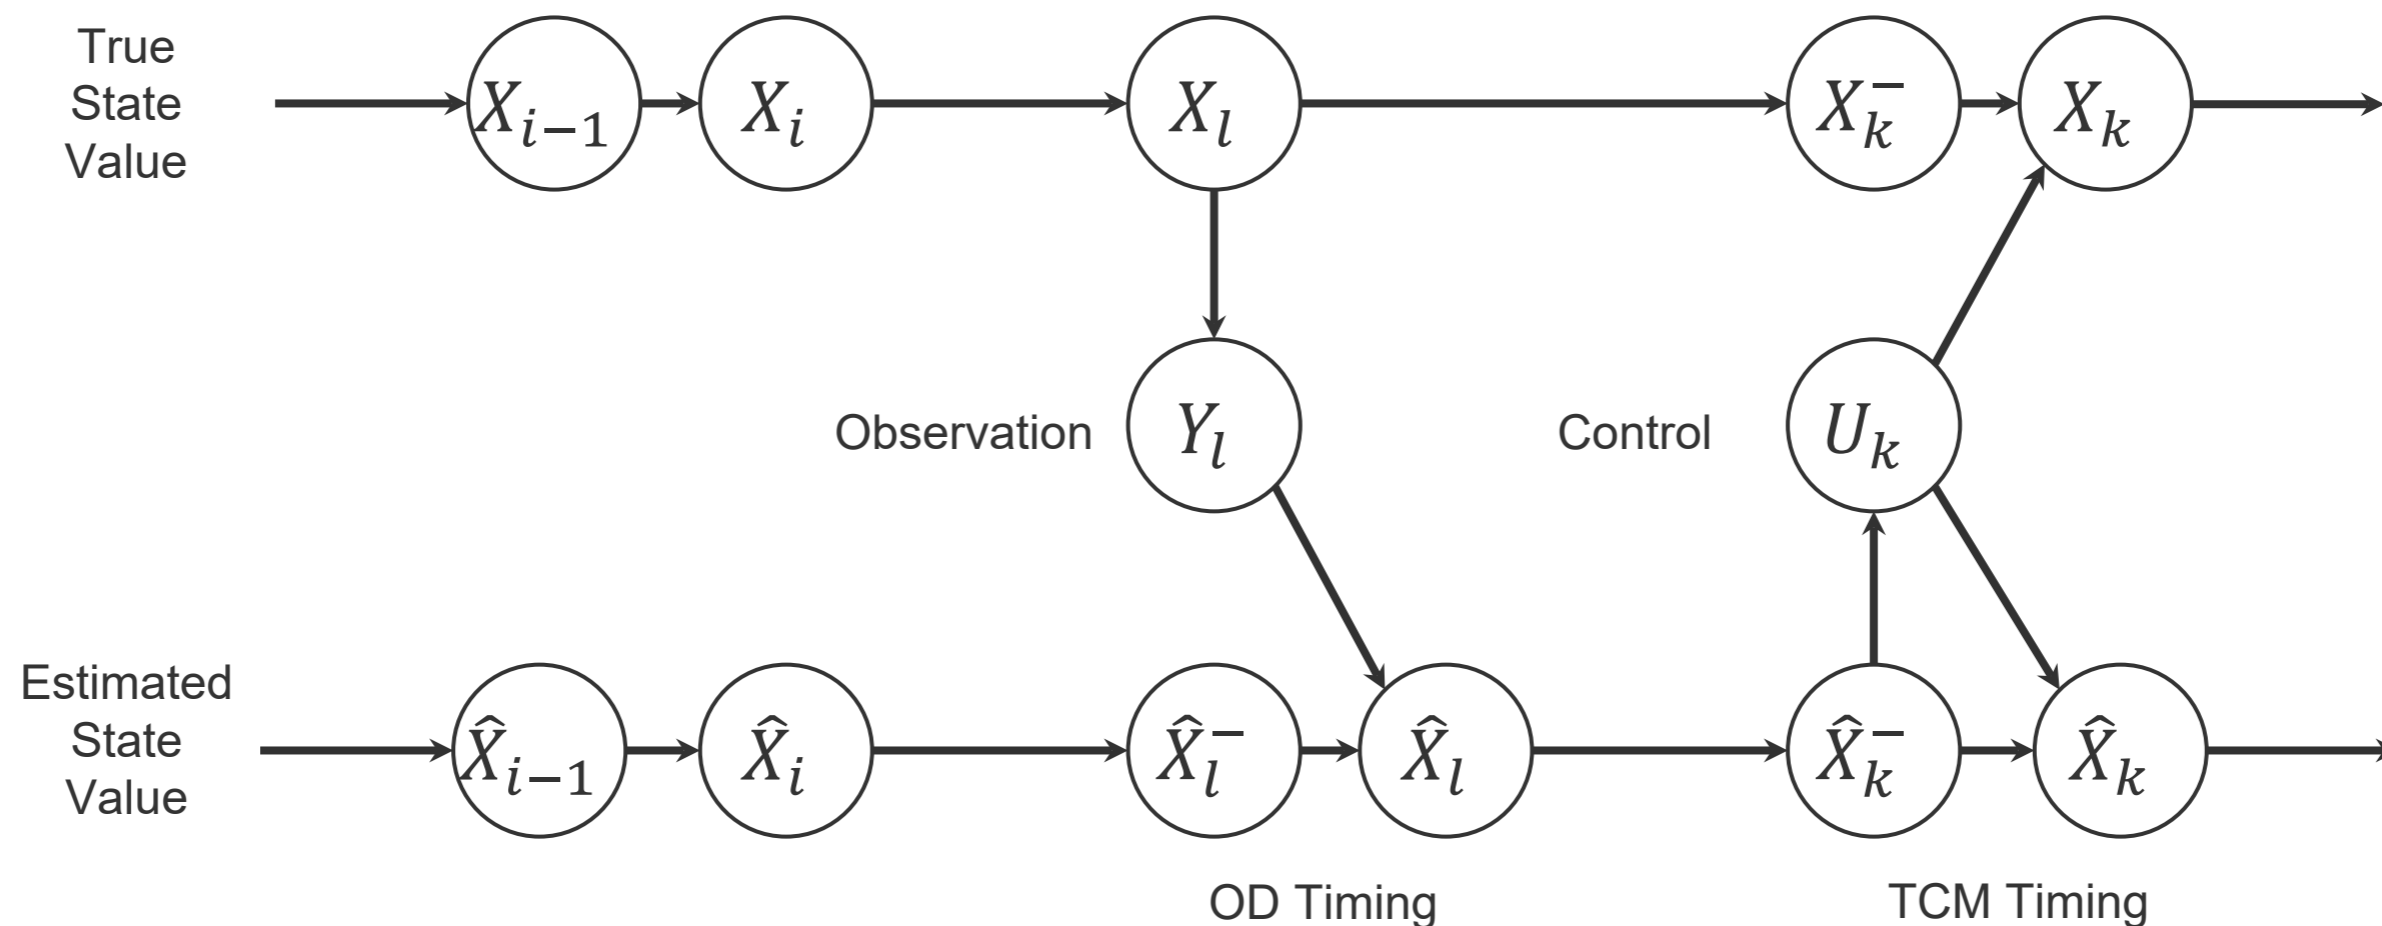 True
State
Value
X_{i-1} X_i X_l X_k^- X_k
Observation Y_l Control U_k
Estimated
State
Value
X̂_{i-1} X̂_i X̂_l^- X̂_l X̂_k^- X̂_k
OD Timing TCM Timing